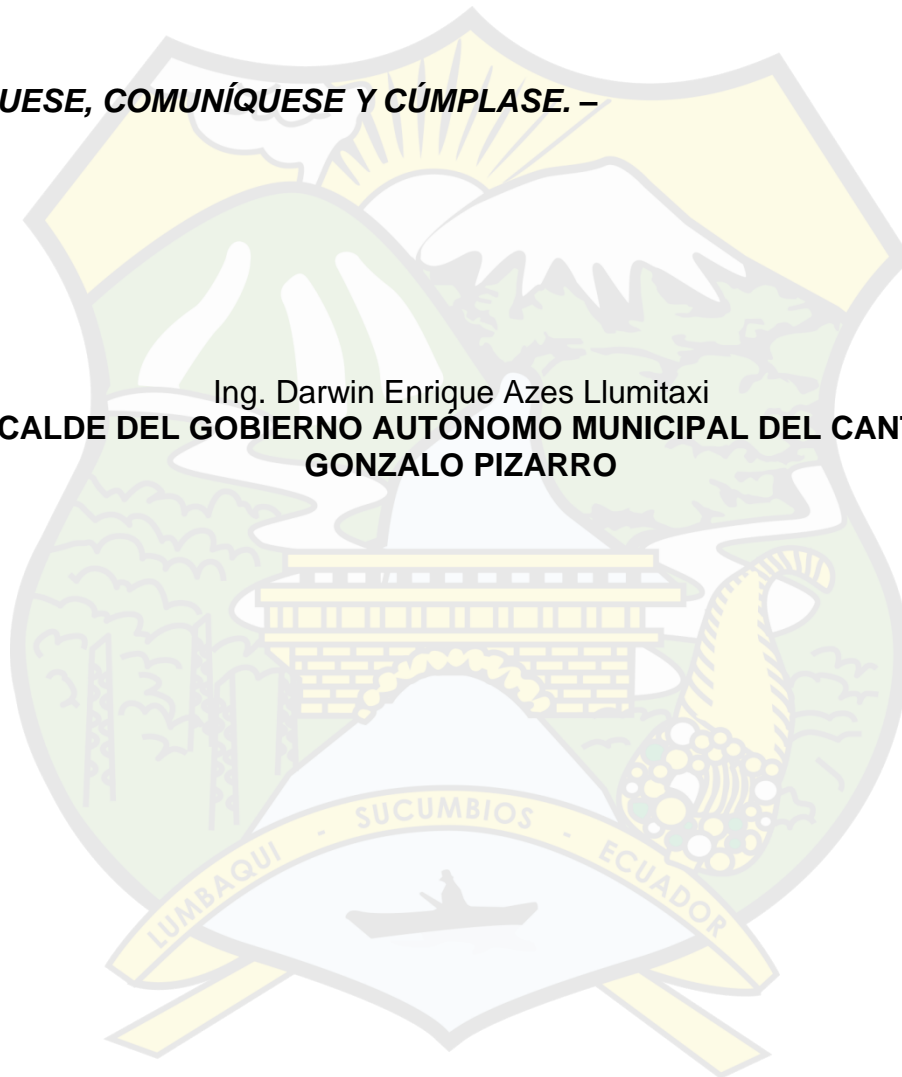 UESE, COMUNÍQUESE Y CÚMPLASE. –
Ing. Darwin Enrique Azes Llumitaxi
CALDE DEL GOBIERNO AUTÓNOMO MUNICIPAL DEL CANT
GONZALO PIZARRO
LUMBAQUI - SUCUMBIOS - ECUADOR